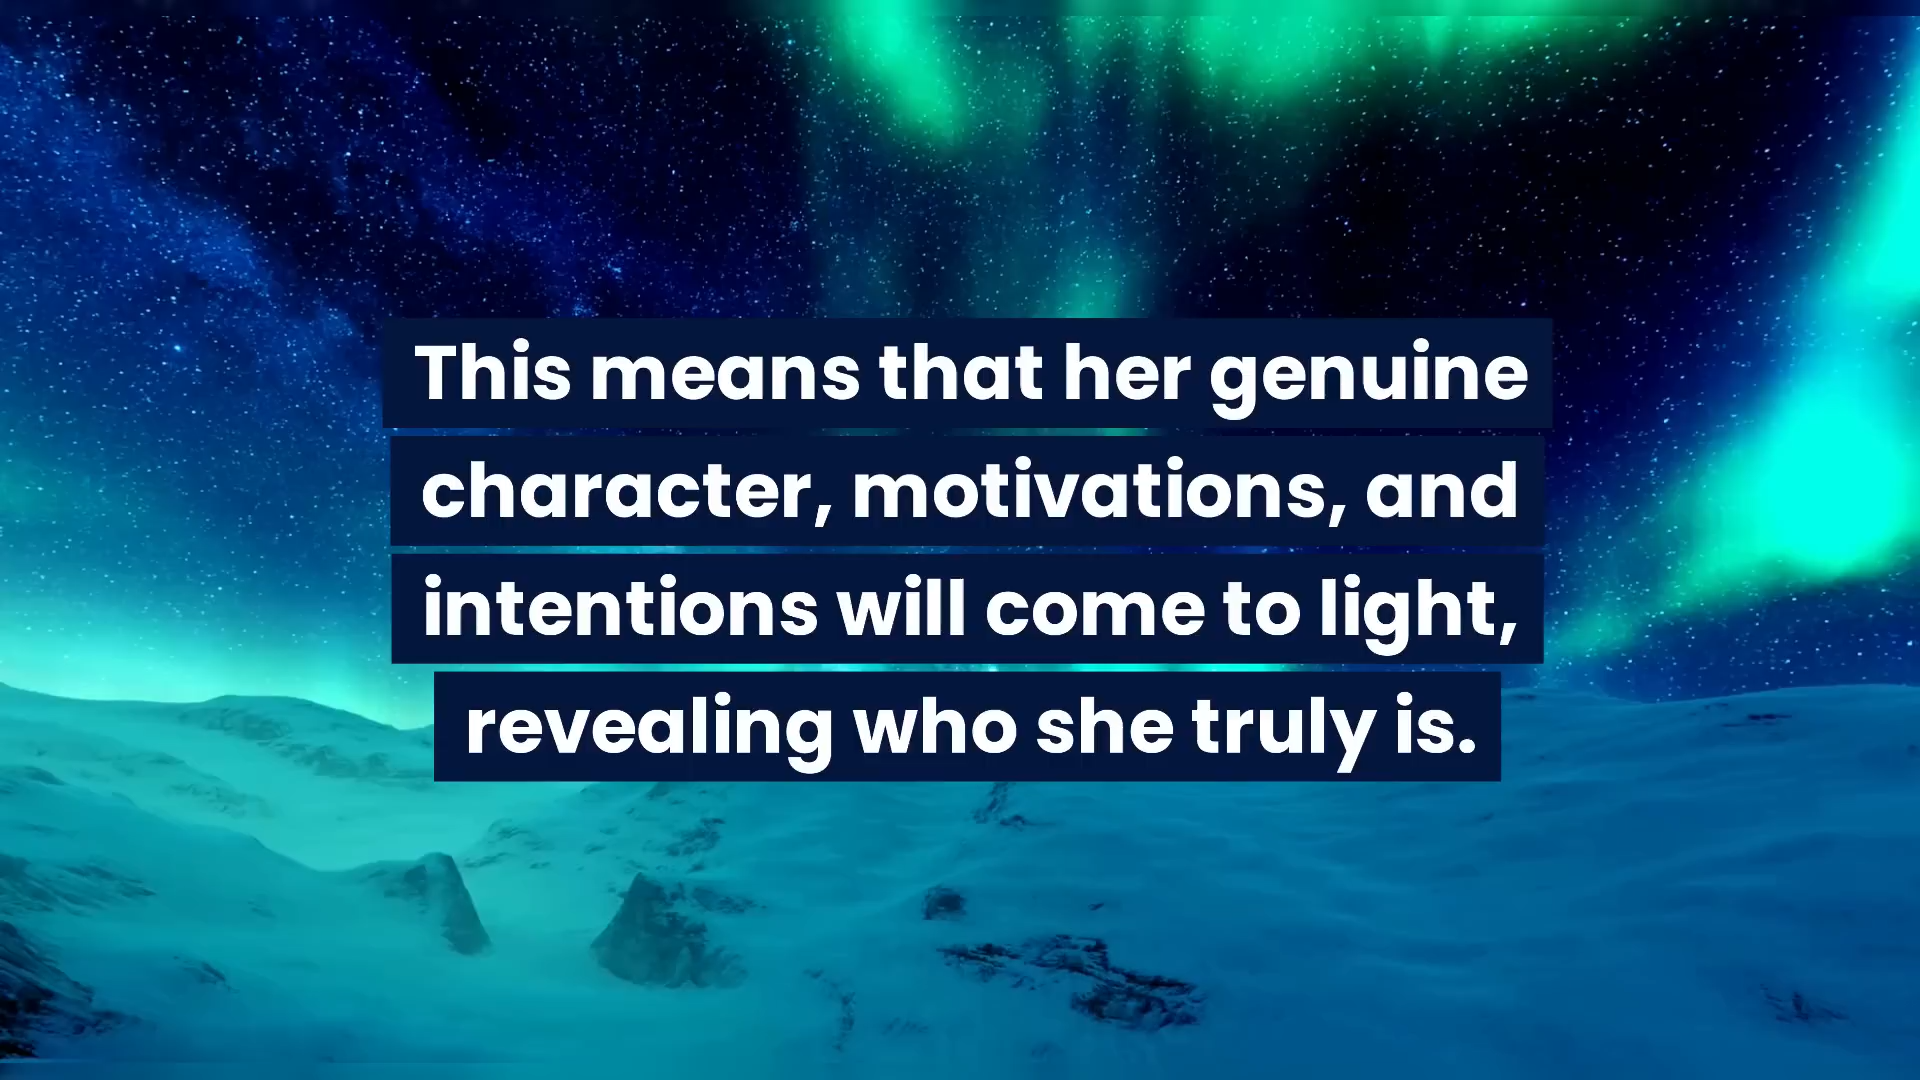 This means that her genuine
character, motivations, and
intentions will come to light,
revealing who she truly is.